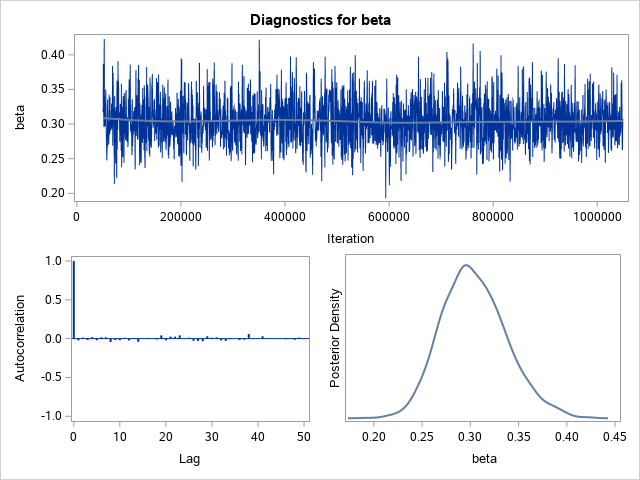 Diagnostics for beta
beta
0.40
0.35
0.30
0.25
0.20
0 200000 400000 600000 800000 1000000
Iteration
Autocorrelation
1.0
0.5
0.0
-0.5
-1.0
0 10 20 30 40 50
Lag
Posterior Density
0.20 0.25 0.30 0.35 0.40 0.45
beta